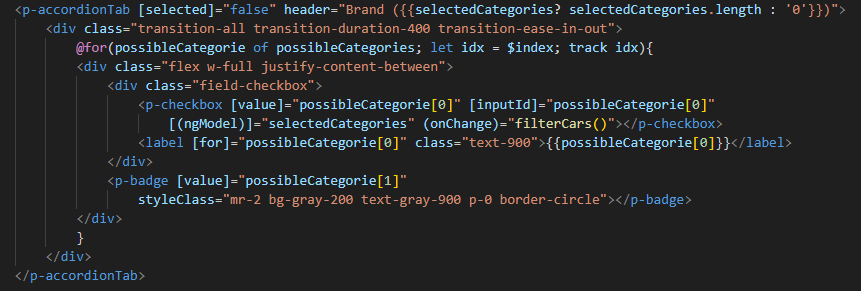 <p-accordionTab [selected]="false" header="Brand ({{selectedCategories? selectedCategories.length : '0'}})">
<div class="transition-all transition-duration-400 transition-ease-in-out">
@for(possibleCategorie of possibleCategories; let idx = $index; track idx){
<div class="flex w-full justify-content-between">
<div class="field-checkbox">
<p-checkbox [value]="possibleCategorie[0]" [inputId]="possibleCategorie[0]"
[(ngModel)]="selectedCategories" (onChange)="filterCars()"></p-checkbox>
<label [for]="possibleCategorie[0]" class="text-900">{{possibleCategorie[0]}}</label>
</div>
<p-badge [value]="possibleCategorie[1]"
styleClass="mr-2 bg-gray-200 text-gray-900 p-0 border-circle"></p-badge>
</div>
}
</div>
</p-accordionTab>